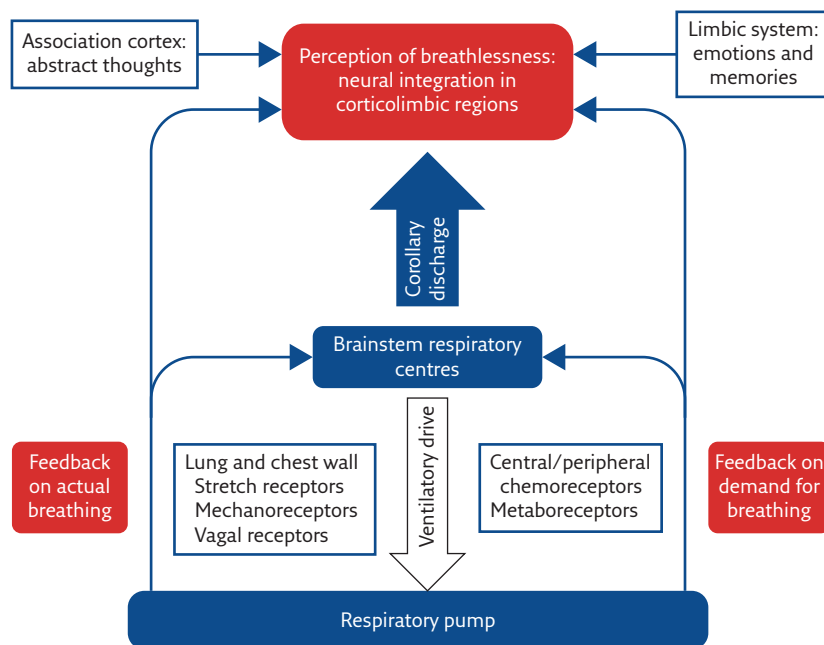 Association cortex:
abstract thoughts
Perception of breathlessness:
neural integration in
corticolimbic regions
Limbic system:
emotions and
memories
Corollary
discharge
Brainstem respiratory
centres
Feedback
on actual
breathing
Lung and chest wall
Stretch receptors
Mechanoreceptors
Vagal receptors
Ventilatory drive
Central/peripheral
chemoreceptors
Metaboreceptors
Feedback on
demand for
breathing
Respiratory pump